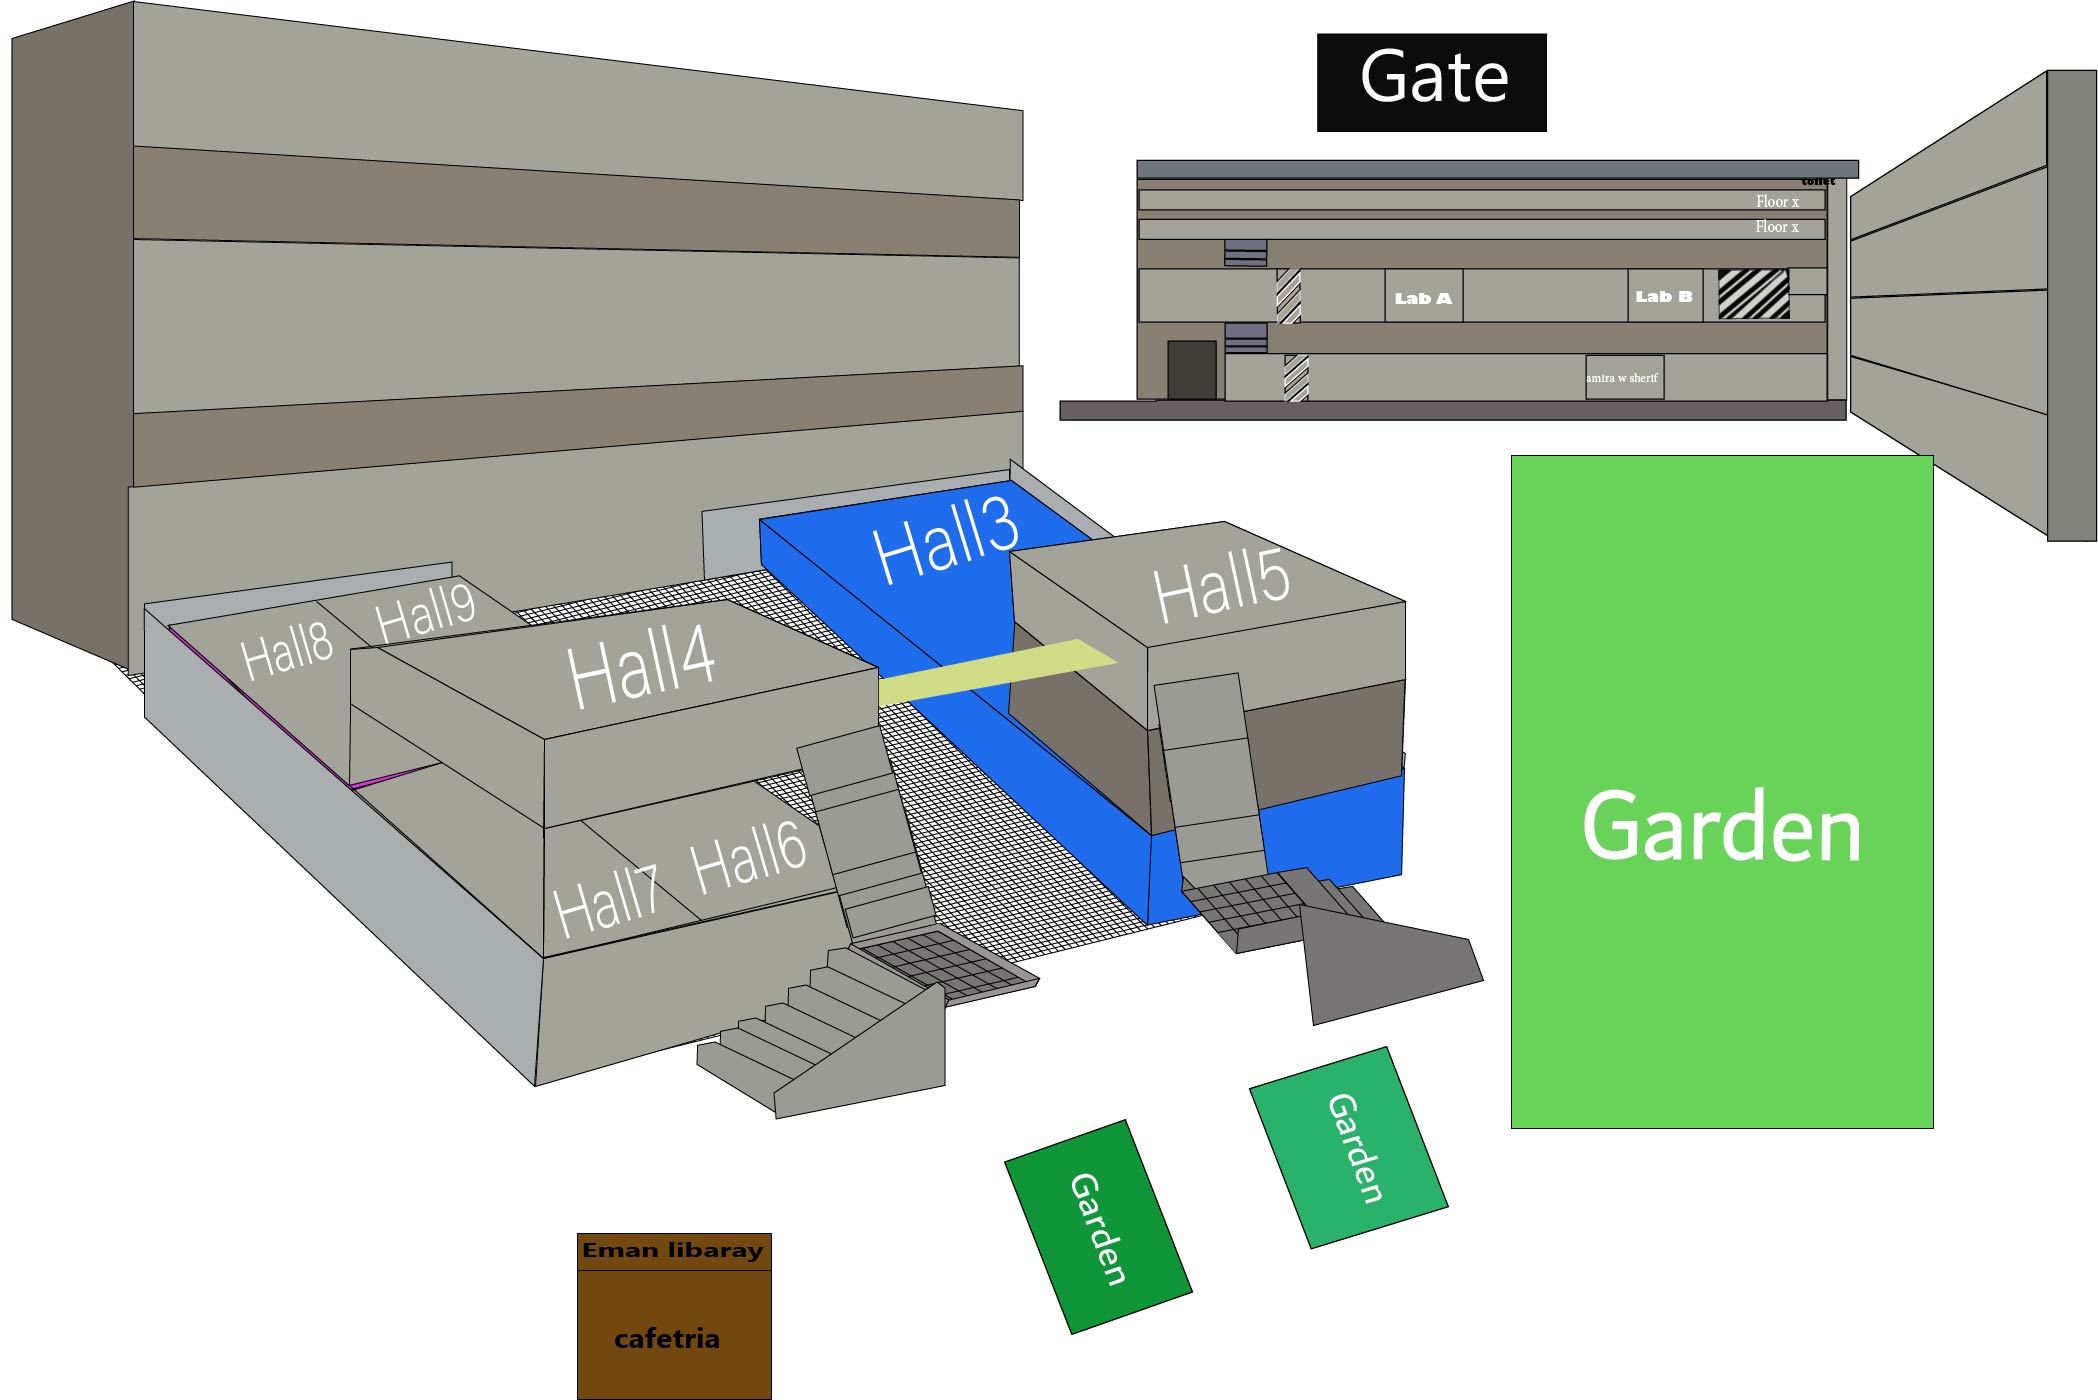 Gate
toilet
Floor x
Floor x
Lab A
Lab B
amira w sherif
Hall3
Hall5
Hall9
Hall8
Hall4
Hall6
Hall7
Garden
Garden
Garden
Eman libaray
cafetria